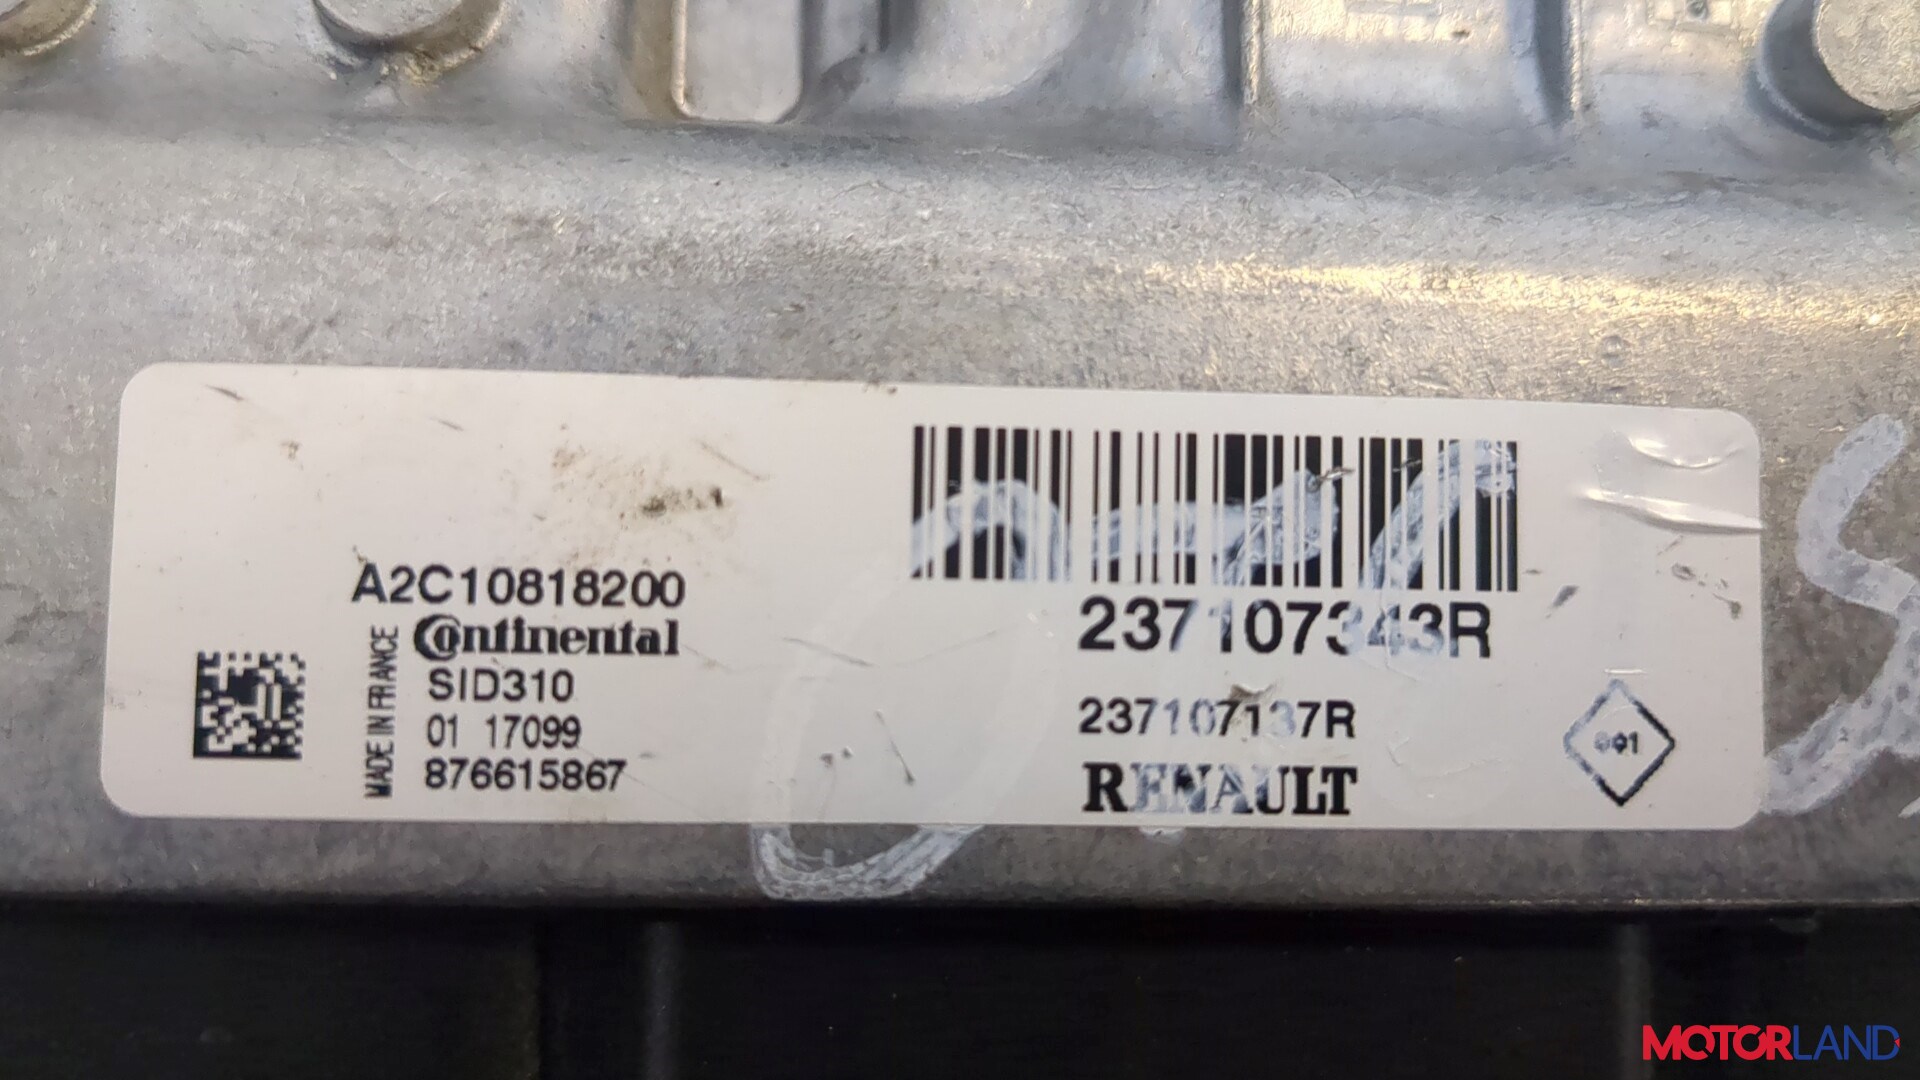 A2C10818200
Continental
SID310
01 17099
876615867
MADE IN FRANCE
237107343R
237107137R
RENAULT
001
MOTORLAND